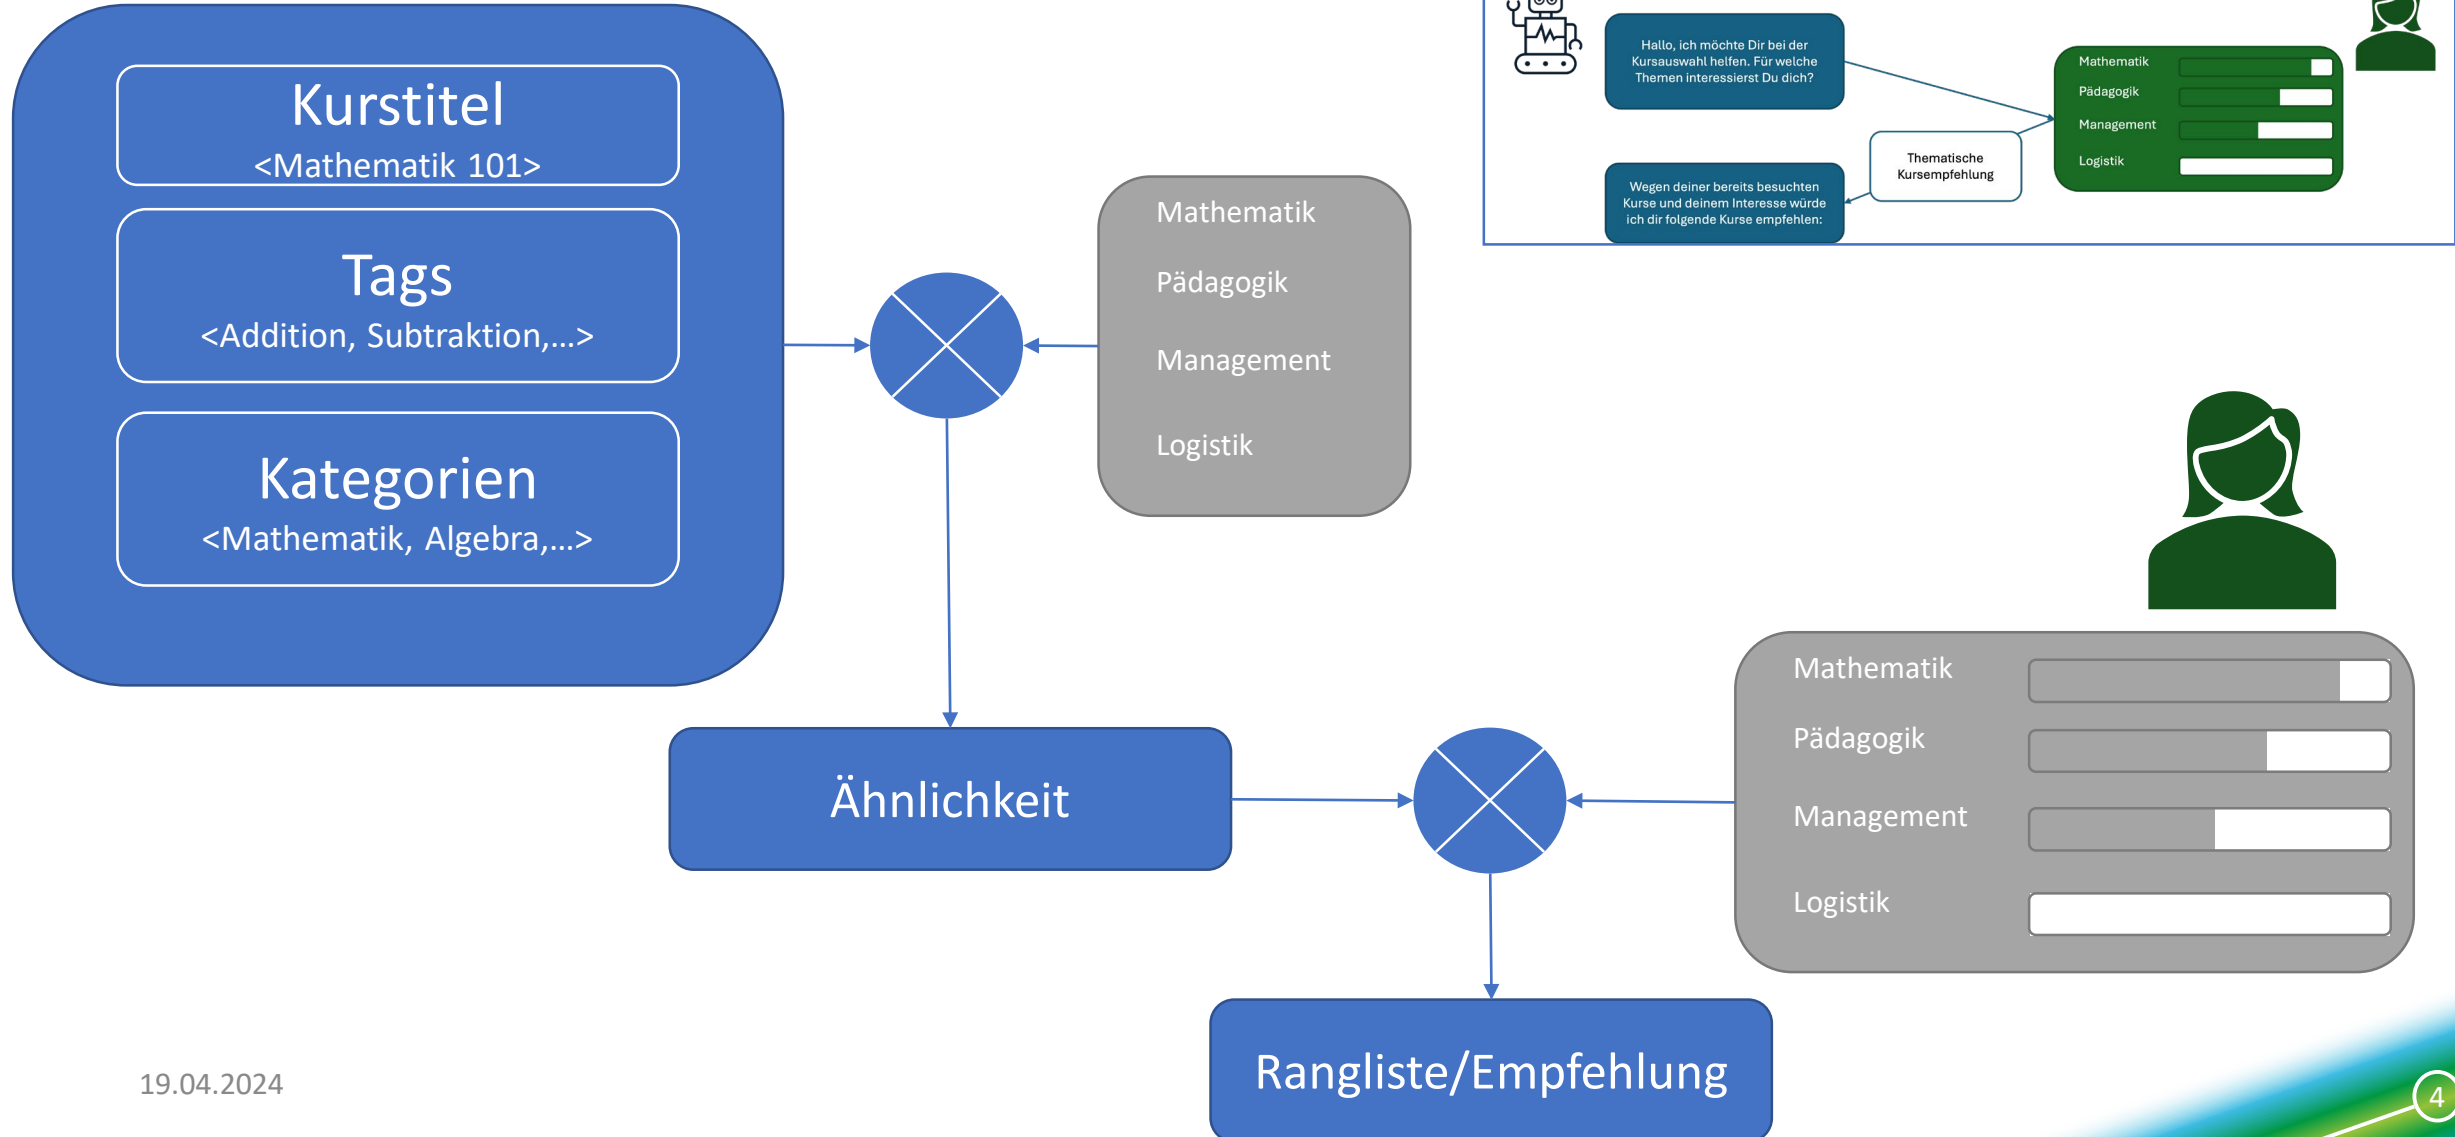 Kurstitel
<Mathematik 101>
Tags
<Addition, Subtraktion,...>
Kategorien
<Mathematik, Algebra,...>
Mathematik
Pädagogik
Management
Logistik
Hallo, ich möchte Dir bei der
Kursauswahl helfen. Für welche
Themen interessierst Du dich?
Mathematik
Pädagogik
Management
Logistik
Thematische
Kursempfehlung
Wegen deiner bereits besuchten
Kurse und deinem Interesse würde
ich dir folgende Kurse empfehlen:
Ähnlichkeit
Mathematik
Pädagogik
Management
Logistik
Rangliste/Empfehlung
19.04.2024
4